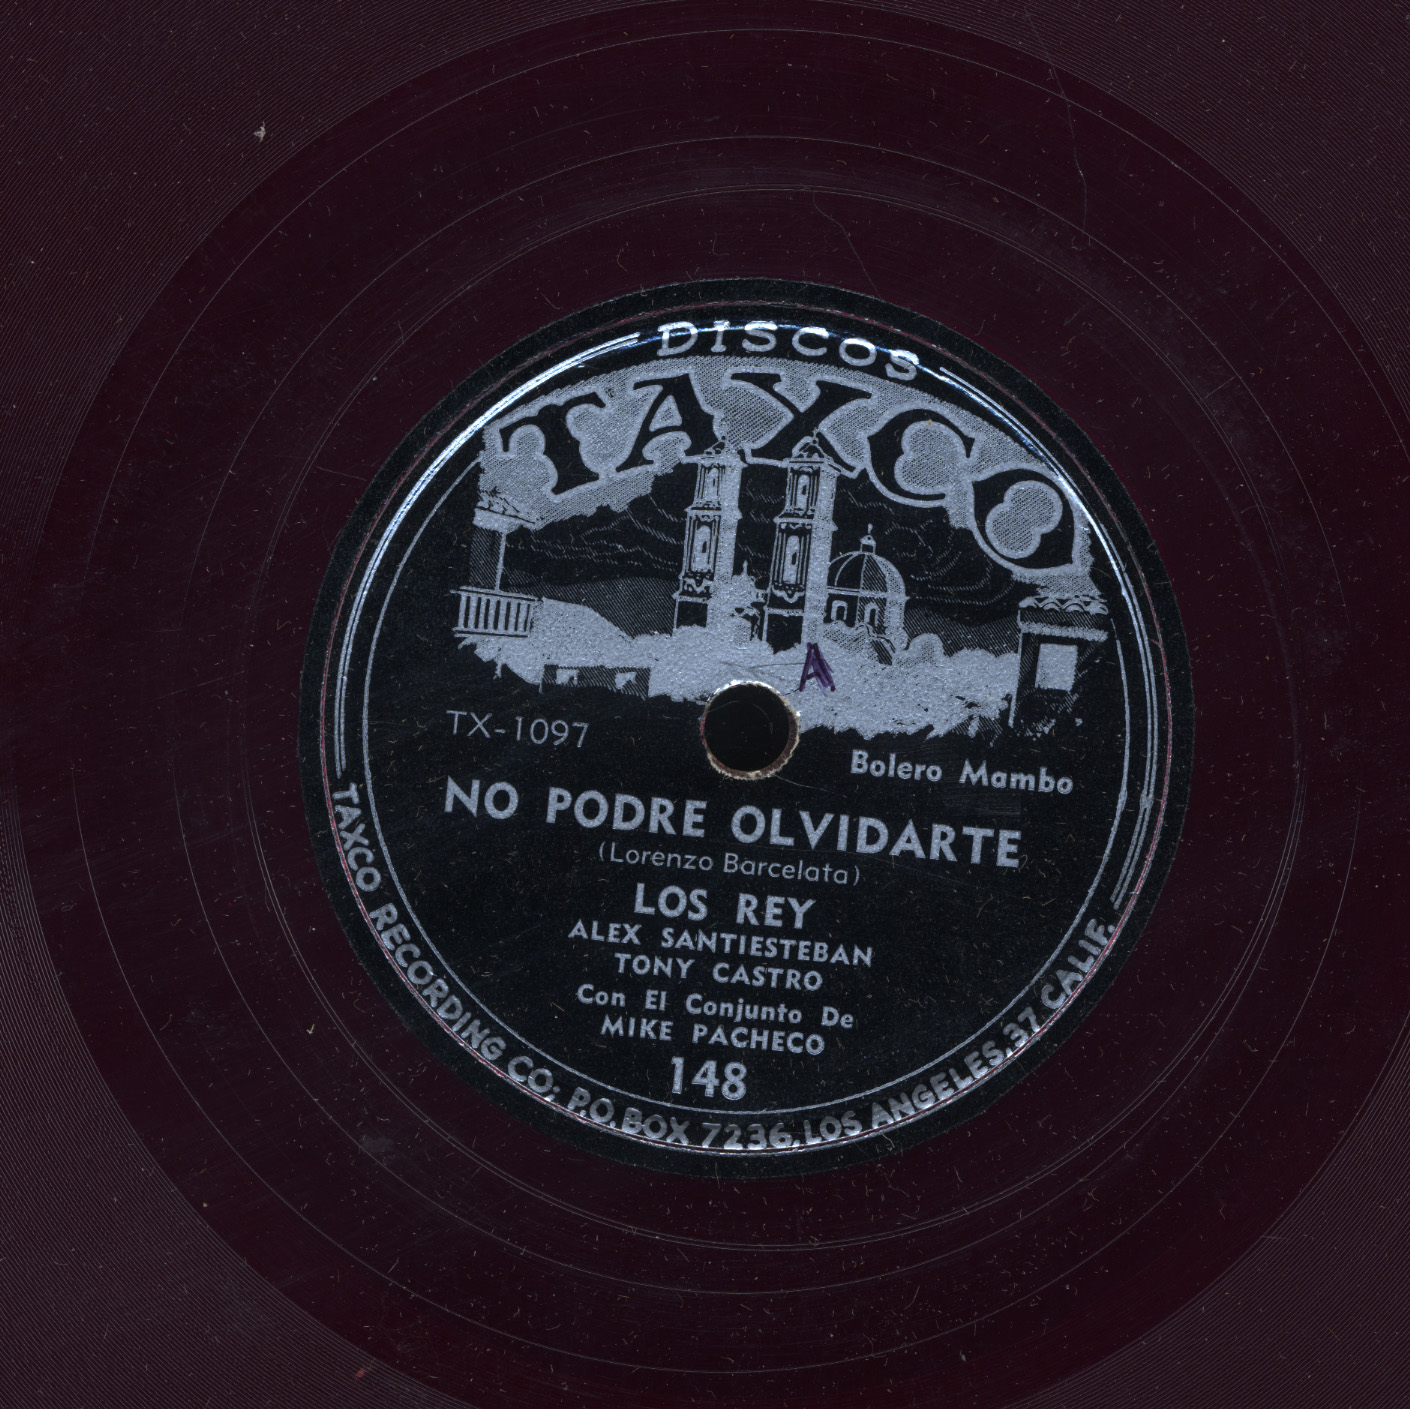 DISCOS
TAXCO
A
TX-1097
Bolero Mambo
NO PODRE OLVIDARTE
(Lorenzo Barcelata)
LOS REY
ALEX SANTIESTEBAN
TONY CASTRO
Con El Conjunto De
MIKE PACHECO
148
TAXCO RECORDING CO; P.O. BOX 7236, LOS ANGELES, 37 CALIF.